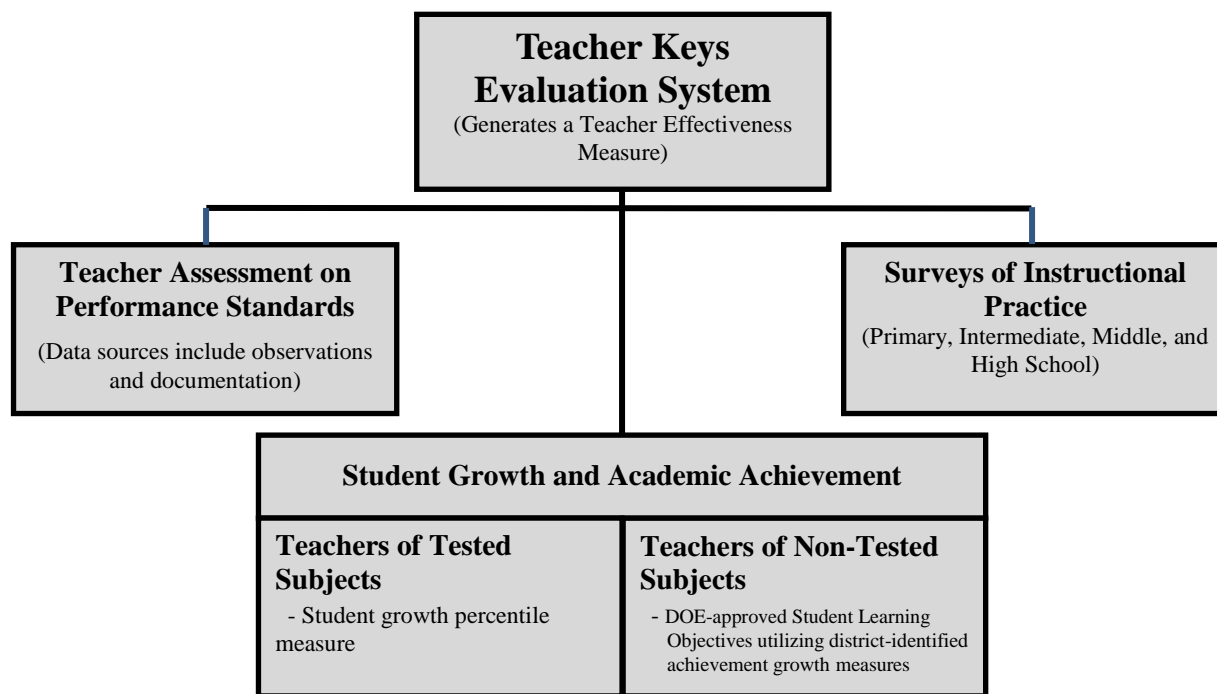 Teacher Keys
Evaluation System
(Generates a Teacher Effectiveness
Measure)
Teacher Assessment on
Performance Standards
(Data sources include observations
and documentation)
Surveys of Instructional
Practice
(Primary, Intermediate, Middle, and
High School)
Student Growth and Academic Achievement
Teachers of Tested
Subjects
- Student growth percentile
measure
Teachers of Non-Tested
Subjects
- DOE-approved Student Learning
Objectives utilizing district-identified
achievement growth measures